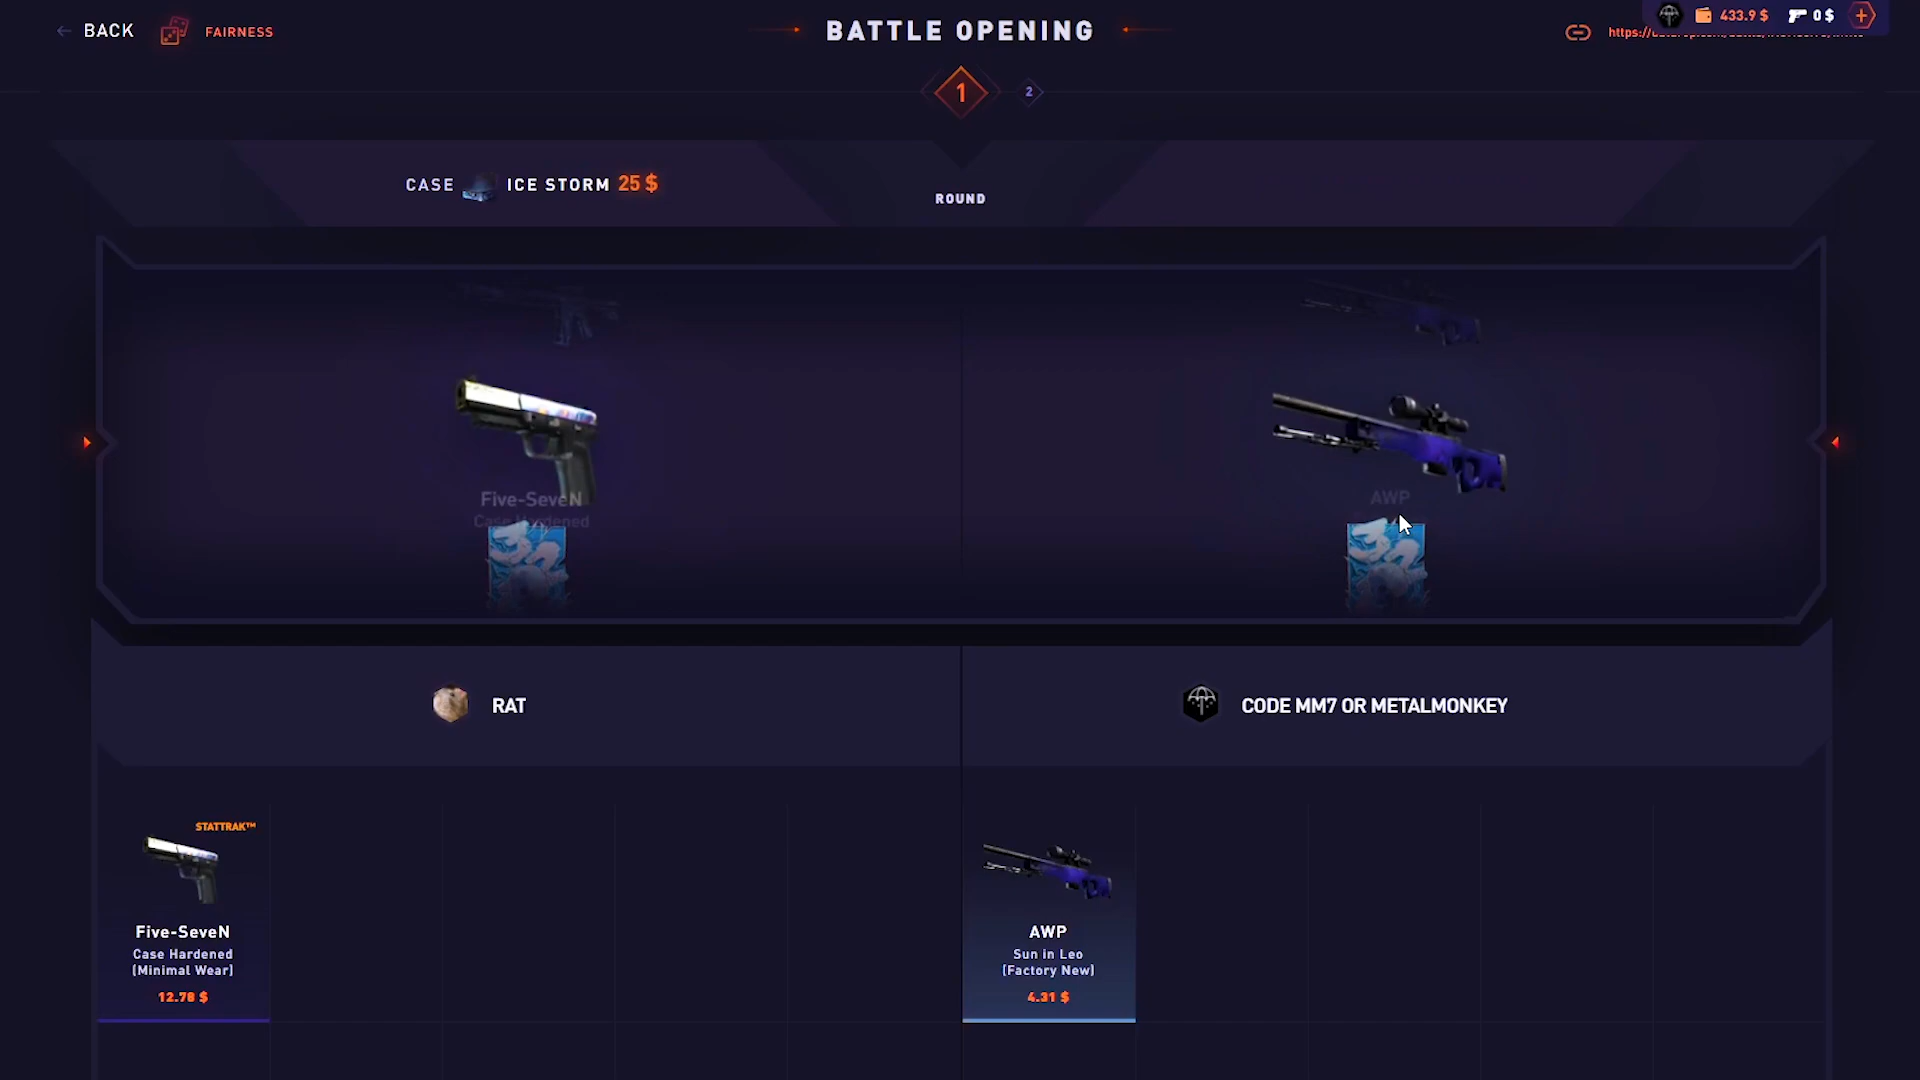 BACK
FAIRNESS
BATTLE OPENING
433.9 $
0 $
1
2
CASE ICE STORM 25 $
ROUND
Five-SeveN
Case Hardened
AWP
RAT
CODE MM7 OR METALMONKEY
STATTRAK™
Five-SeveN
Case Hardened
(Minimal Wear)
12.78 $
AWP
Sun in Leo
(Factory New)
4.31 $